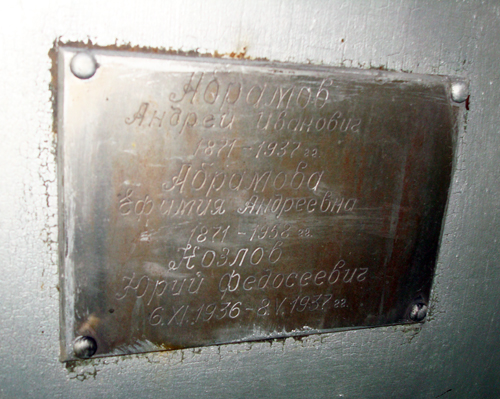 Абрамов
Андрей Иванович
1871-1937 гг.
Абрамова
Ефимия Андреевна
1871-1952 гг.
Козлов
Юрий Федосеевич
6.XI.1936-2.V.1937 гг.